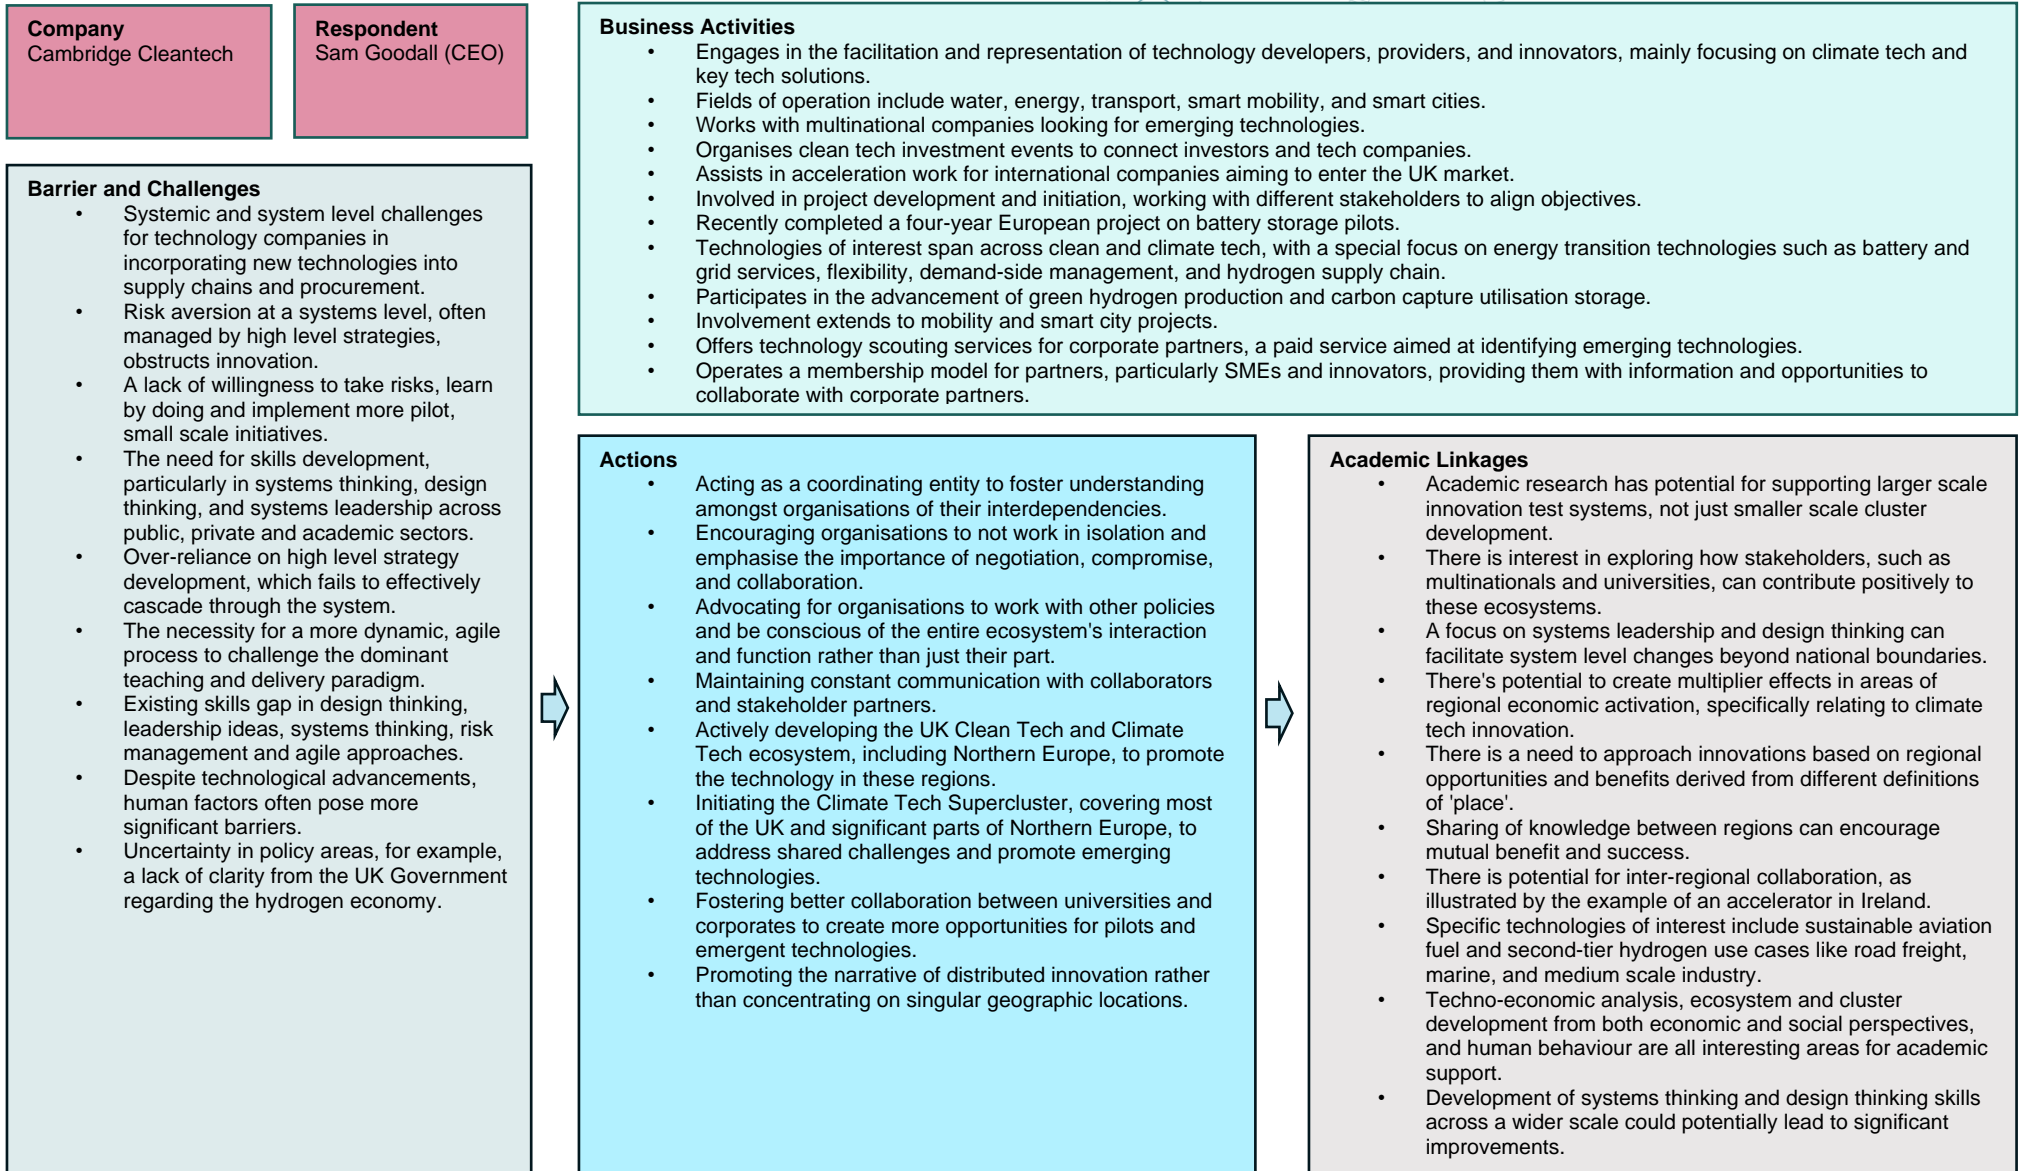 Company
Cambridge Cleantech
Respondent
Sam Goodall (CEO)
Business Activities
• Engages in the facilitation and representation of technology developers, providers, and innovators, mainly focusing on climate tech and
key tech solutions.
• Fields of operation include water, energy, transport, smart mobility, and smart cities.
• Works with multinational companies looking for emerging technologies.
• Organises clean tech investment events to connect investors and tech companies.
• Assists in acceleration work for international companies aiming to enter the UK market.
• Involved in project development and initiation, working with different stakeholders to align objectives.
• Recently completed a four-year European project on battery storage pilots.
• Technologies of interest span across clean and climate tech, with a special focus on energy transition technologies such as battery and
grid services, flexibility, demand-side management, and hydrogen supply chain.
• Participates in the advancement of green hydrogen production and carbon capture utilisation storage.
• Involvement extends to mobility and smart city projects.
• Offers technology scouting services for corporate partners, a paid service aimed at identifying emerging technologies.
• Operates a membership model for partners, particularly SMEs and innovators, providing them with information and opportunities to
collaborate with corporate partners.
Barrier and Challenges
• Systemic and system level challenges
for technology companies in
incorporating new technologies into
supply chains and procurement.
• Risk aversion at a systems level, often
managed by high level strategies,
obstructs innovation.
• A lack of willingness to take risks, learn
by doing and implement more pilot,
small scale initiatives.
• The need for skills development,
particularly in systems thinking, design
thinking, and systems leadership across
public, private and academic sectors.
• Over-reliance on high level strategy
development, which fails to effectively
cascade through the system.
• The necessity for a more dynamic, agile
process to challenge the dominant
teaching and delivery paradigm.
• Existing skills gap in design thinking,
leadership ideas, systems thinking, risk
management and agile approaches.
• Despite technological advancements,
human factors often pose more
significant barriers.
• Uncertainty in policy areas, for example,
a lack of clarity from the UK Government
regarding the hydrogen economy.
Actions
• Acting as a coordinating entity to foster understanding
amongst organisations of their interdependencies.
• Encouraging organisations to not work in isolation and
emphasise the importance of negotiation, compromise,
and collaboration.
• Advocating for organisations to work with other policies
and be conscious of the entire ecosystem's interaction
and function rather than just their part.
• Maintaining constant communication with collaborators
and stakeholder partners.
• Actively developing the UK Clean Tech and Climate
Tech ecosystem, including Northern Europe, to promote
the technology in these regions.
• Initiating the Climate Tech Supercluster, covering most
of the UK and significant parts of Northern Europe, to
address shared challenges and promote emerging
technologies.
• Fostering better collaboration between universities and
corporates to create more opportunities for pilots and
emergent technologies.
• Promoting the narrative of distributed innovation rather
than concentrating on singular geographic locations.
Academic Linkages
• Academic research has potential for supporting larger scale
innovation test systems, not just smaller scale cluster
development.
• There is interest in exploring how stakeholders, such as
multinationals and universities, can contribute positively to
these ecosystems.
• A focus on systems leadership and design thinking can
facilitate system level changes beyond national boundaries.
• There's potential to create multiplier effects in areas of
regional economic activation, specifically relating to climate
tech innovation.
• There is a need to approach innovations based on regional
opportunities and benefits derived from different definitions
of 'place'.
• Sharing of knowledge between regions can encourage
mutual benefit and success.
• There is potential for inter-regional collaboration, as
illustrated by the example of an accelerator in Ireland.
• Specific technologies of interest include sustainable aviation
fuel and second-tier hydrogen use cases like road freight,
marine, and medium scale industry.
• Techno-economic analysis, ecosystem and cluster
development from both economic and social perspectives,
and human behaviour are all interesting areas for academic
support.
• Development of systems thinking and design thinking skills
across a wider scale could potentially lead to significant
improvements.